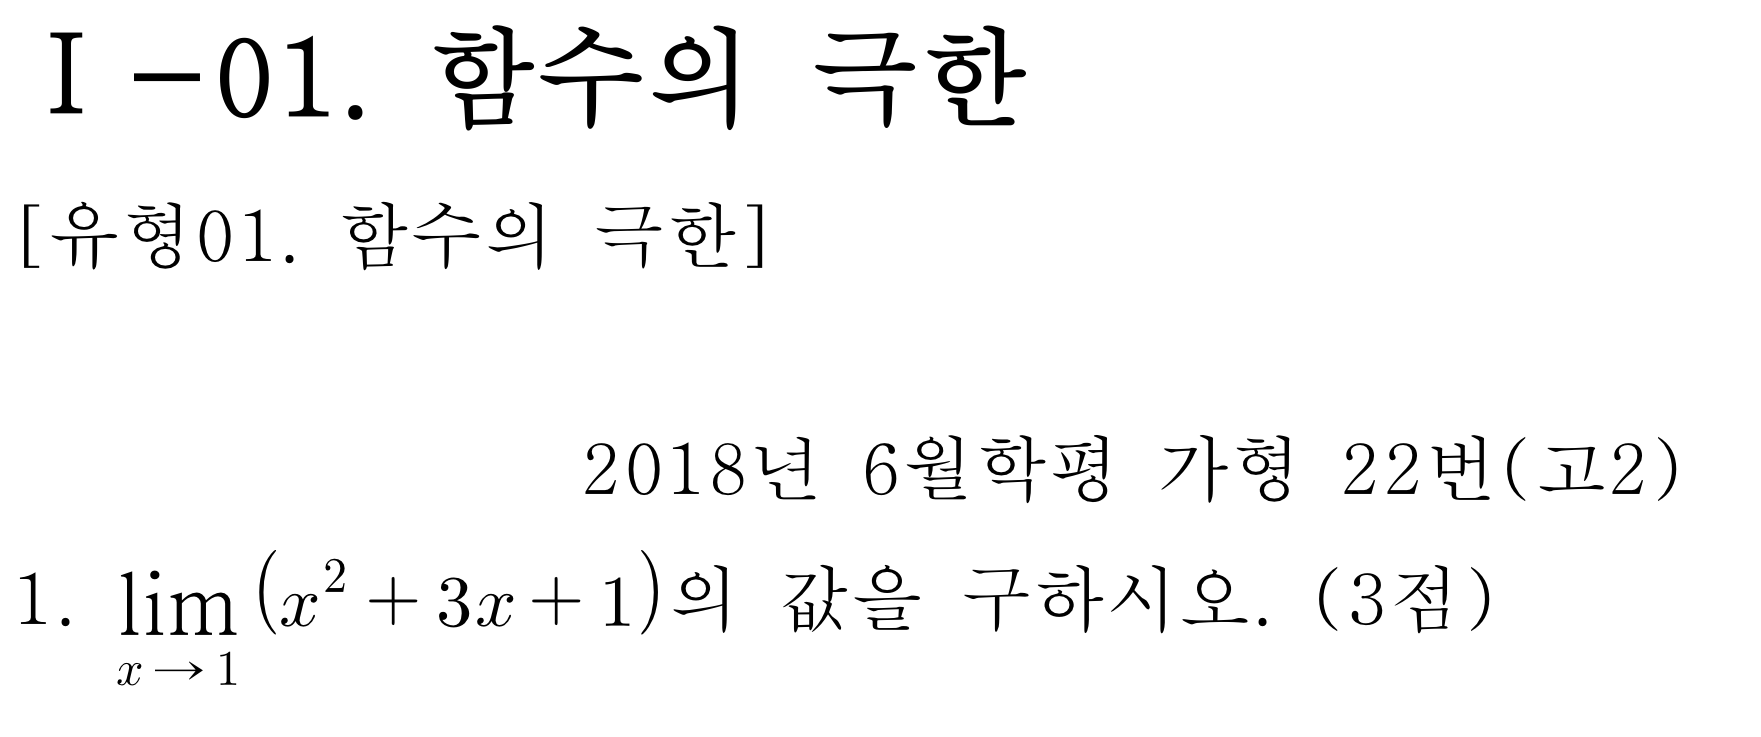 Ⅰ-01. 함수의 극한
[유형01. 함수의 극한]
2018년 6월학평 가형 22번(고2)
1. lim(x→1) (x² + 3x + 1)의 값을 구하시오. (3점)